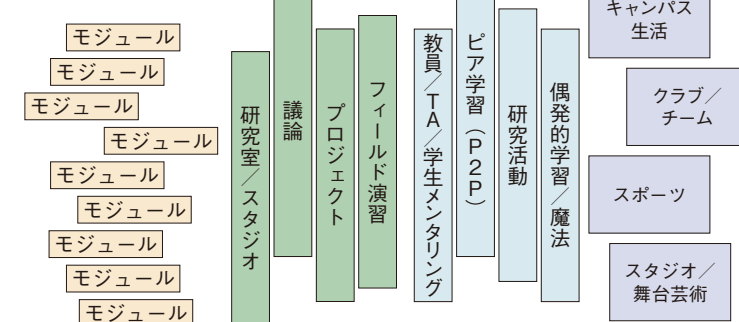 モジュール
モジュール
モジュール
モジュール
モジュール
モジュール
モジュール
モジュール
モジュール
研究室／スタジオ
議論
プロジェクト
フィールド演習
教員／TA／学生メンタリング
ピア学習（P2P）
研究活動
偶発的学習／魔法
キャンパス
生活
クラブ／
チーム
スポーツ
スタジオ／
舞台芸術